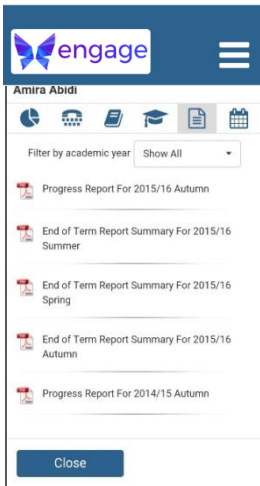 engage
Amira Abidi
Filter by academic year Show All
Progress Report For 2015/16 Autumn
End of Term Report Summary For 2015/16
Summer
End of Term Report Summary For 2015/16
Spring
End of Term Report Summary For 2015/16
Autumn
Progress Report For 2014/15 Autumn
Close